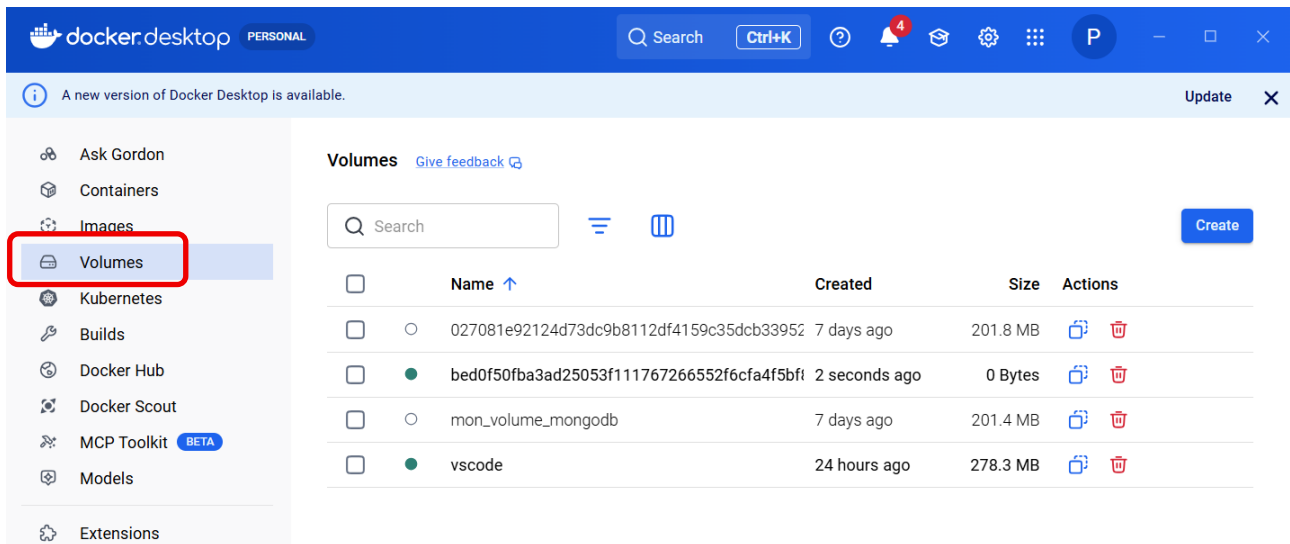 docker.desktop PERSONAL Search Ctrl+K 4 P
A new version of Docker Desktop is available. Update
Ask Gordon
Containers
Images
Volumes
Kubernetes
Builds
Docker Hub
Docker Scout
MCP Toolkit BETA
Models
Extensions
Volumes Give feedback
Search
Create
Name Created Size Actions
027081e92124d73dc9b8112df4159c35dcb33952 7 days ago 201.8 MB
bed0f50fba3ad25053f111767266552f6cfa4f5bf8 2 seconds ago 0 Bytes
mon_volume_mongodb 7 days ago 201.4 MB
vscode 24 hours ago 278.3 MB